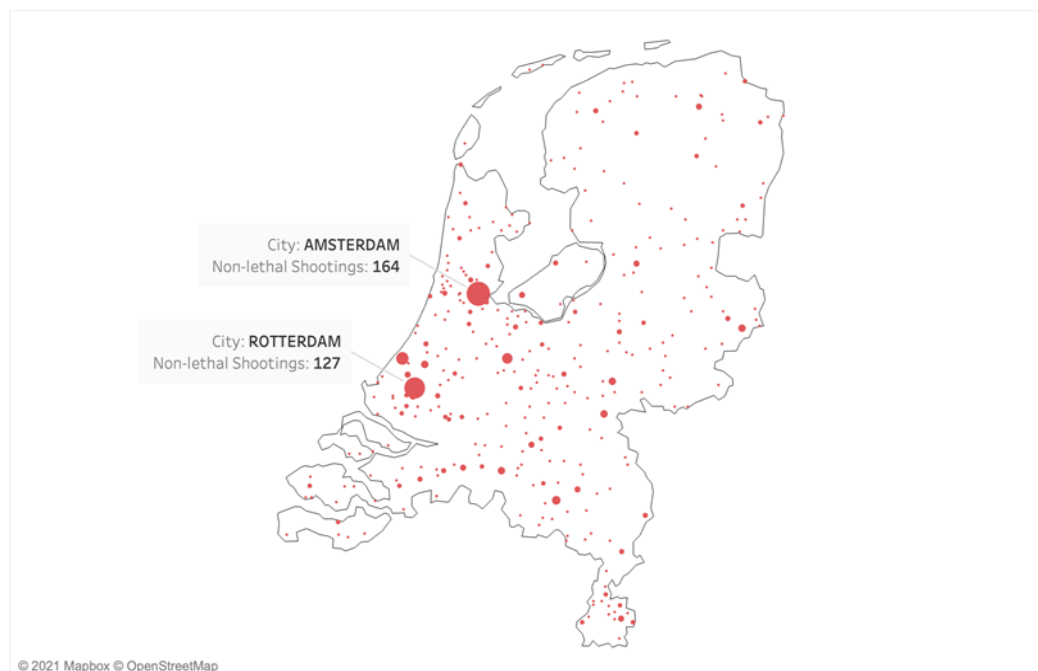 City: AMSTERDAM
Non-lethal Shootings: 164
City: ROTTERDAM
Non-lethal Shootings: 127
© 2021 Mapbox © OpenStreetMap